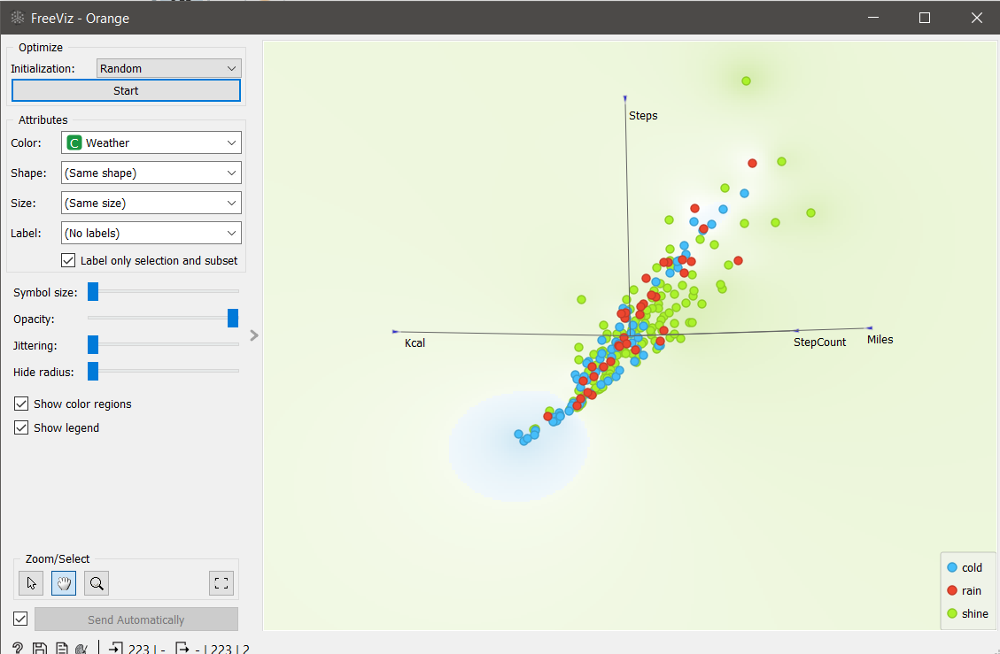 FreeViz - Orange
Optimize
Initialization: Random
Start
Attributes
Color: C Weather
Shape: (Same shape)
Size: (Same size)
Label: (No labels)
Label only selection and subset
Symbol size:
Opacity:
Jittering:
Hide radius:
Show color regions
Show legend
Zoom/Select
Send Automatically
? 223 | - - | 223 | 2
Steps
Kcal
StepCount
Miles
cold
rain
shine